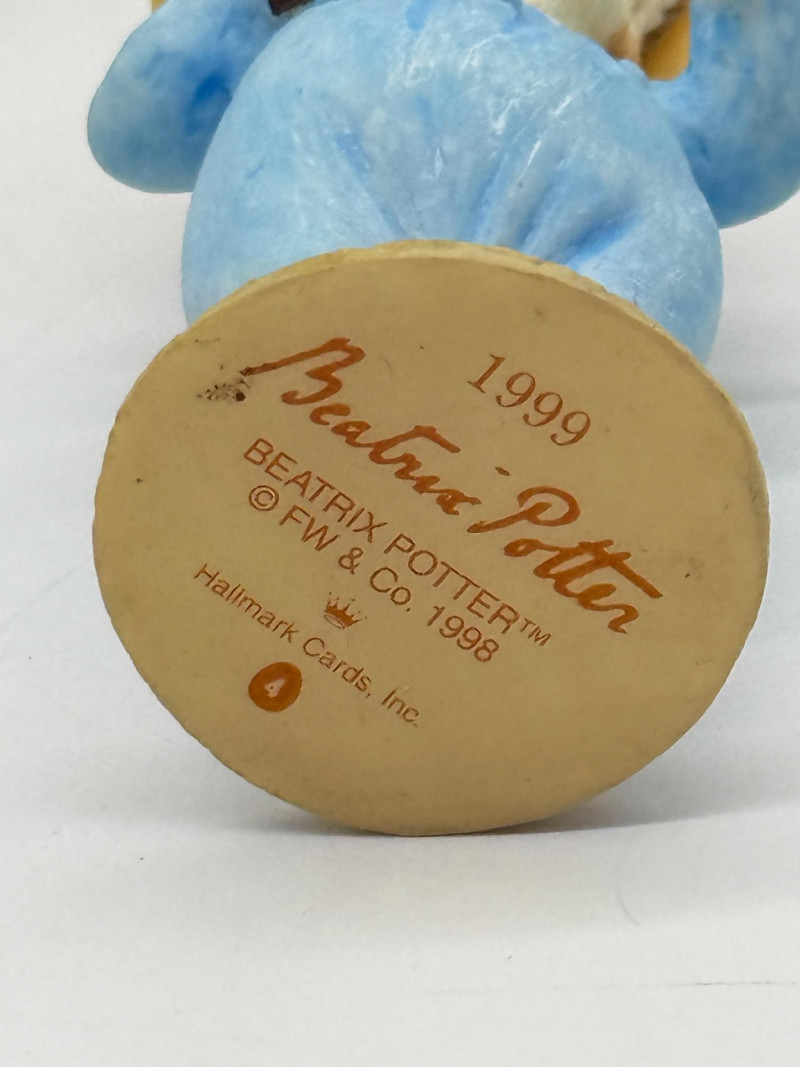 1999
Beatrix Potter
BEATRIX POTTER™
© FW & Co. 1998
Hallmark Cards, Inc.
4